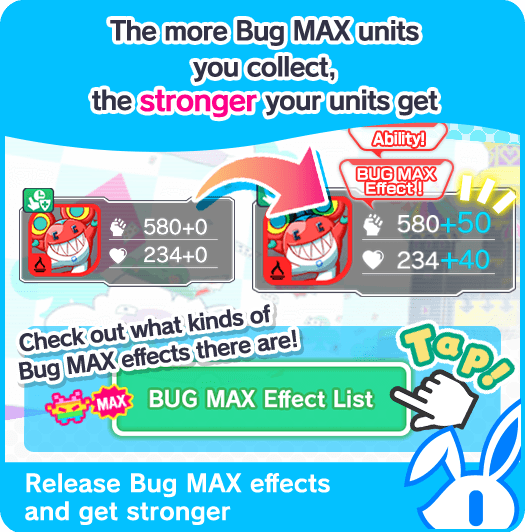 The more Bug MAX units
you collect,
the stronger your units get
Ability!
BUG MAX
Effect!
580+0
234+0
580+50
234+40
Check out what kinds of
Bug MAX effects there are!
Tap!
MAX
BUG MAX Effect List
Release Bug MAX effects
and get stronger